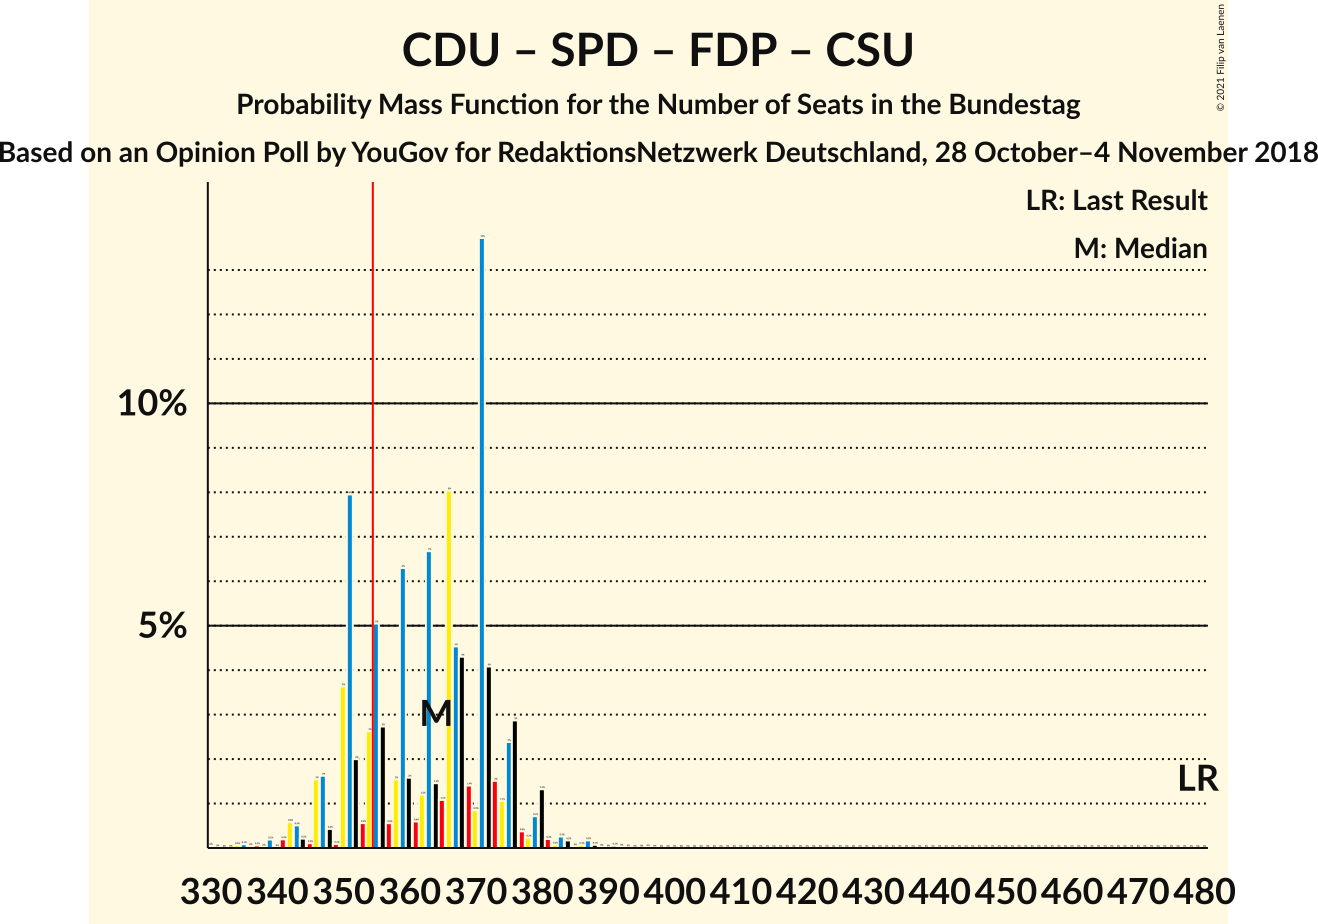 CDU – SPD – FDP – CSU
Probability Mass Function for the Number of Seats in the Bundestag
Based on an Opinion Poll by YouGov for RedaktionsNetzwerk Deutschland, 28 October–4 November 2018
© 2021 Filip van Laenen
LR: Last Result
M: Median
10%
5%
M
LR
330 340 350 360 370 380 390 400 410 420 430 440 450 460 470 480